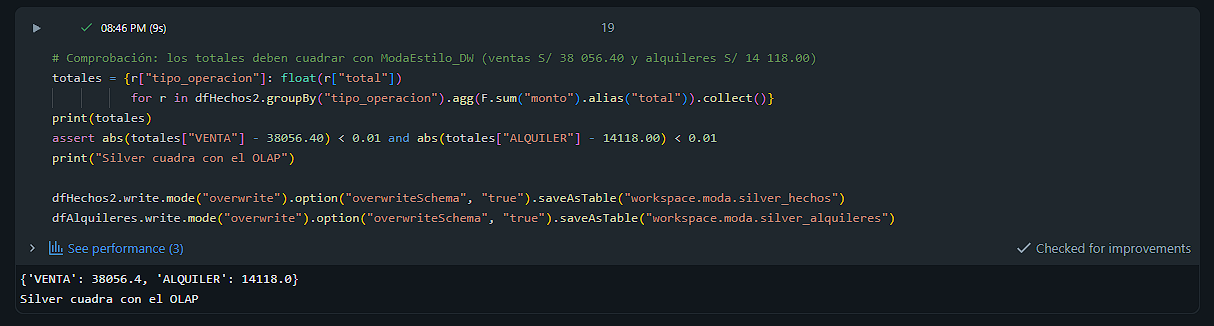 08:46 PM (9s)
19
# Comprobación: los totales deben cuadrar con ModaEstilo_DW (ventas S/ 38 056.40 y alquileres S/ 14 118.00)
totales = {r["tipo_operacion"]: float(r["total"])
for r in dfHechos2.groupBy("tipo_operacion").agg(F.sum("monto").alias("total")).collect()}
print(totales)
assert abs(totales["VENTA"] - 38056.40) < 0.01 and abs(totales["ALQUILER"] - 14118.00) < 0.01
print("Silver cuadra con el OLAP")
dfHechos2.write.mode("overwrite").option("overwriteSchema", "true").saveAsTable("workspace.moda.silver_hechos")
dfAlquileres.write.mode("overwrite").option("overwriteSchema", "true").saveAsTable("workspace.moda.silver_alquileres")
See performance (3)
Checked for improvements
{'VENTA': 38056.4, 'ALQUILER': 14118.0}
Silver cuadra con el OLAP